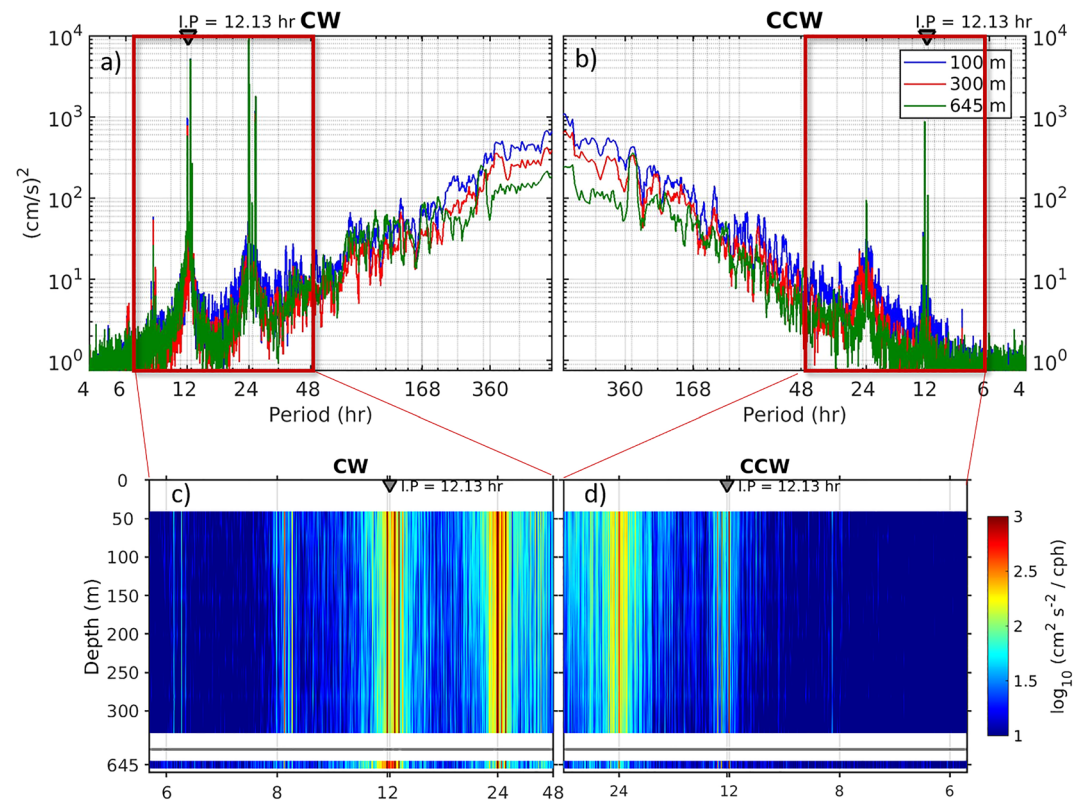 I.P = 12.13 hr CW CCW I.P = 12.13 hr
a) b)
100 m
300 m
645 m
10^4 10^3 10^2 10^1 10^0
(cm/s)^2
10^4 10^3 10^2 10^1 10^0
4 6 12 24 48 168 360
360 168 48 24 12 6 4
Period (hr) Period (hr)
CW CCW
c) I.P = 12.13 hr d) I.P = 12.13 hr
0
50
100
150
200
250
300
645
Depth (m)
6 8 12 24 48
24 12 8 6
3
2.5
2
1.5
1
log10 (cm^2 s^-2 / cph)